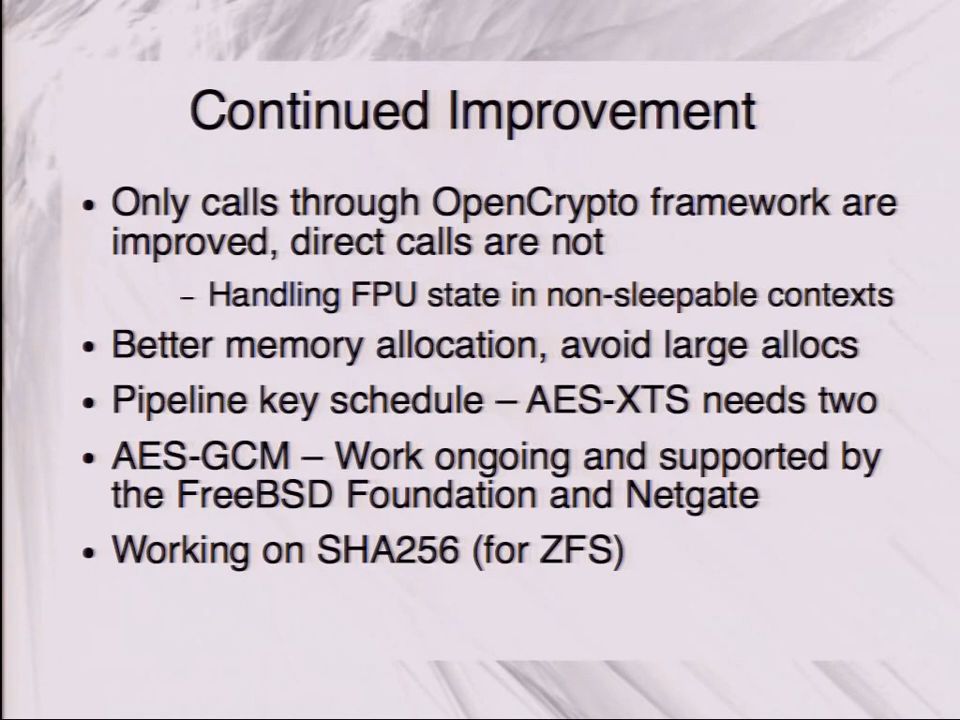 Continued Improvement
• Only calls through OpenCrypto framework are
improved, direct calls are not
– Handling FPU state in non-sleepable contexts
• Better memory allocation, avoid large allocs
• Pipeline key schedule – AES-XTS needs two
• AES-GCM – Work ongoing and supported by
the FreeBSD Foundation and Netgate
• Working on SHA256 (for ZFS)